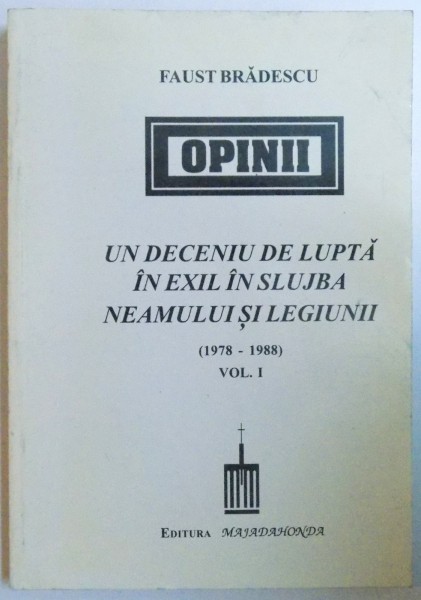 FAUST BRĂDESCU
OPINII
UN DECENIU DE LUPTĂ
ÎN EXIL ÎN SLUJBA
NEAMULUI ȘI LEGIUNII
(1978 - 1988)
VOL. I
EDITURA MAJADAHONDA